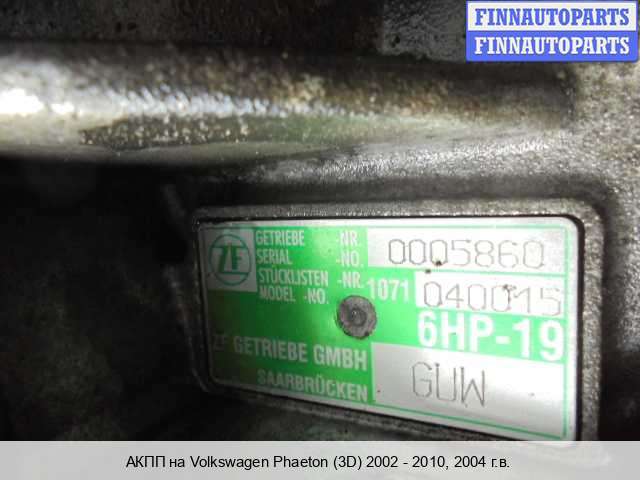 FINNAUTOPARTS
FINNAUTOPARTS
ZF
GETRIEBE -NR.
SERIAL -NO. 0005860
STÜCKLISTEN -NR.
MODEL -NO. 1071 040015
6HP-19
ZF GETRIEBE GMBH
SAARBRÜCKEN
GUW
АКПП на Volkswagen Phaeton (3D) 2002 - 2010, 2004 г.в.